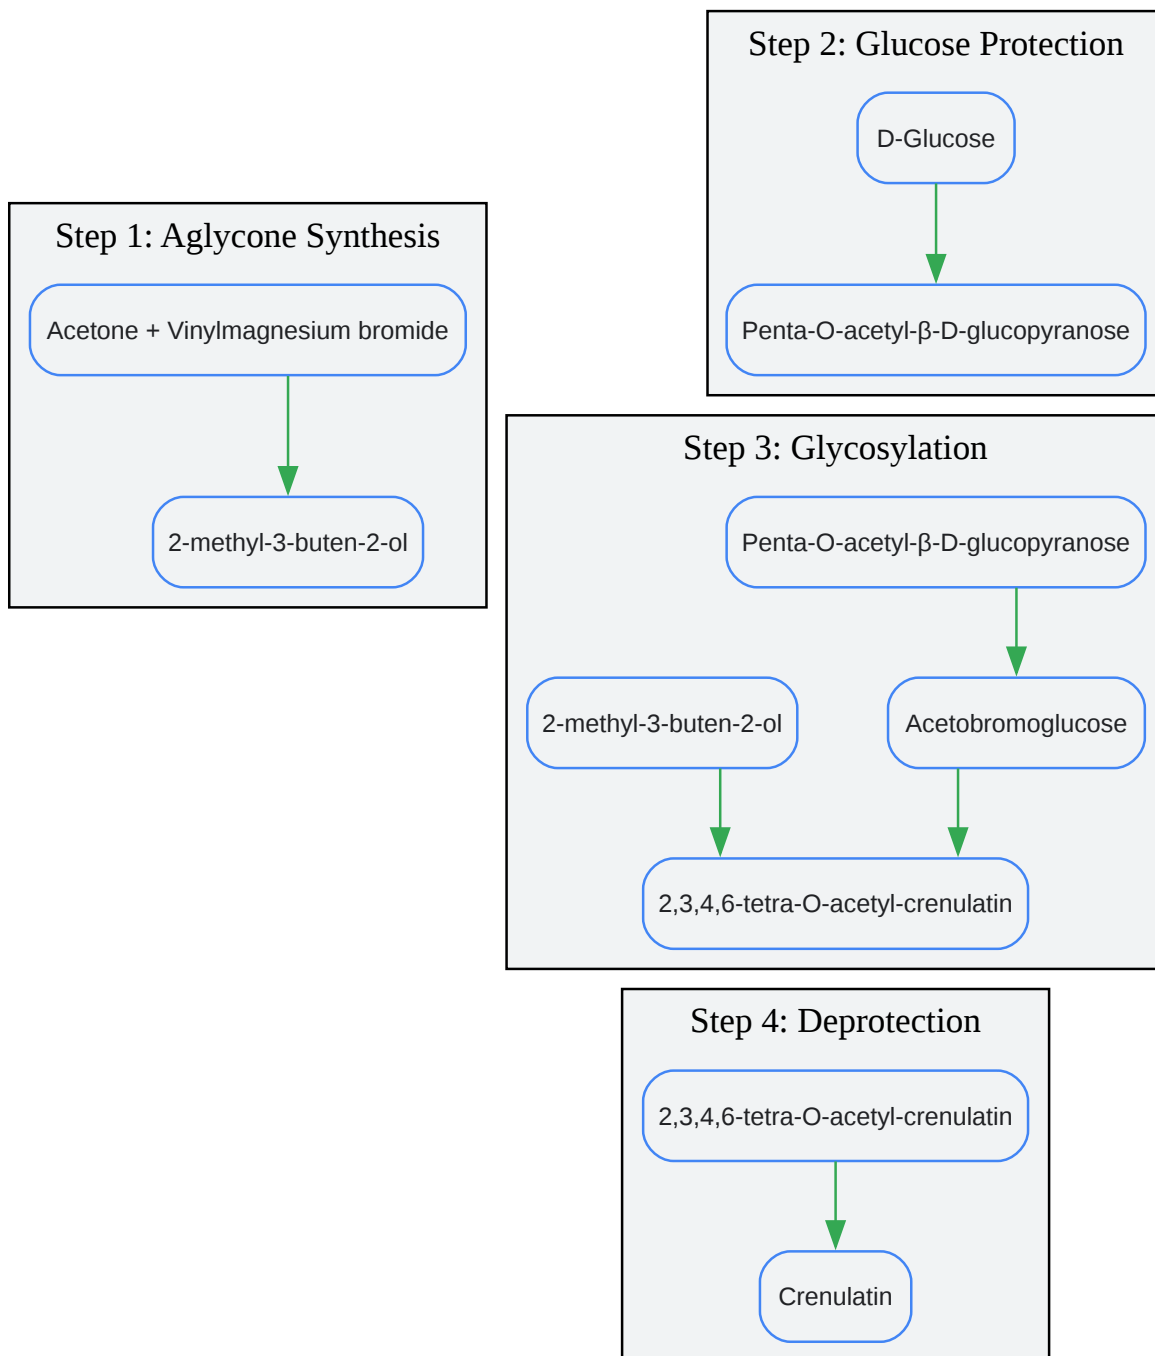 Step 1: Aglycone Synthesis
Acetone + Vinylmagnesium bromide
2-methyl-3-buten-2-ol
Step 2: Glucose Protection
D-Glucose
Penta-O-acetyl-β-D-glucopyranose
Step 3: Glycosylation
Penta-O-acetyl-β-D-glucopyranose
2-methyl-3-buten-2-ol
Acetobromoglucose
2,3,4,6-tetra-O-acetyl-crenulatin
Step 4: Deprotection
2,3,4,6-tetra-O-acetyl-crenulatin
Crenulatin